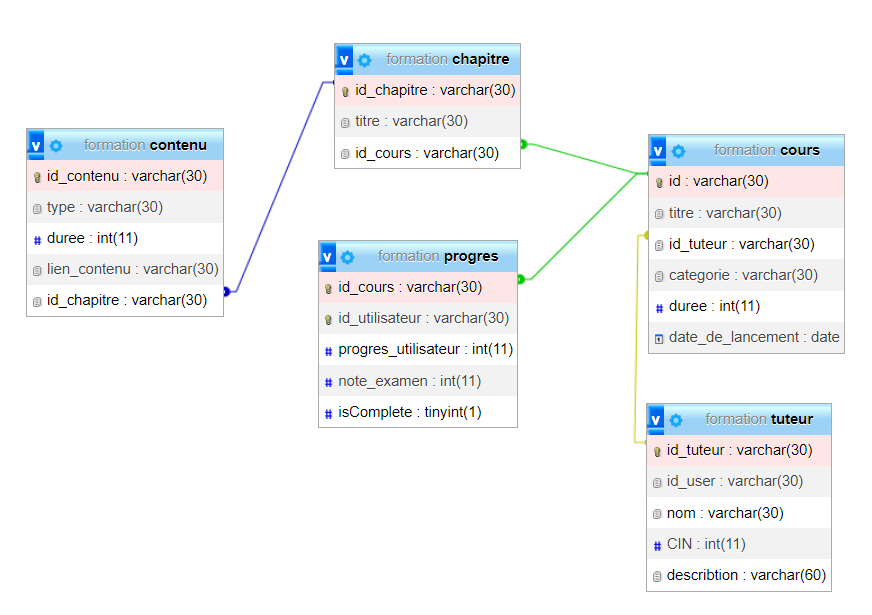 v formation chapitre
id_chapitre : varchar(30)
titre : varchar(30)
id_cours : varchar(30)
v formation contenu
id_contenu : varchar(30)
type : varchar(30)
# duree : int(11)
lien_contenu : varchar(30)
id_chapitre : varchar(30)
v formation cours
id : varchar(30)
titre : varchar(30)
id_tuteur : varchar(30)
categorie : varchar(30)
# duree : int(11)
date_de_lancement : date
v formation progres
id_cours : varchar(30)
id_utilisateur : varchar(30)
# progres_utilisateur : int(11)
# note_examen : int(11)
# isComplete : tinyint(1)
v formation tuteur
id_tuteur : varchar(30)
id_user : varchar(30)
nom : varchar(30)
# CIN : int(11)
describtion : varchar(60)